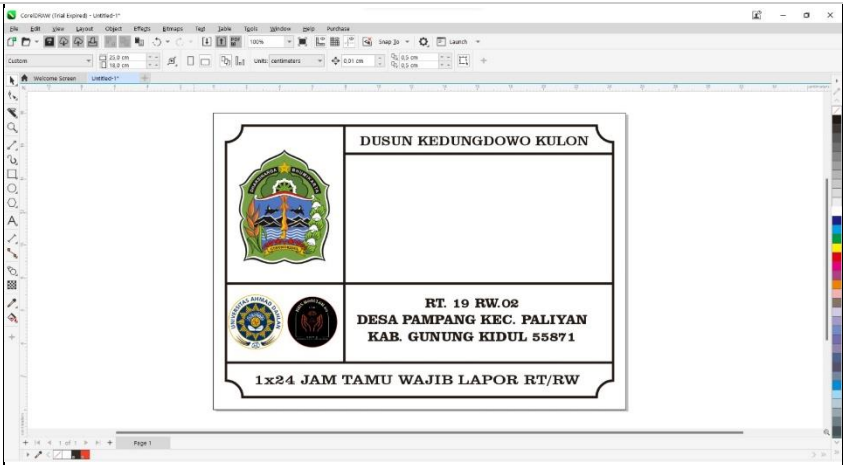 CorelDRAW (Trial Expired) - Untitled-1*
File Edit View Layout Object Effects Bitmaps Text Table Tools Window Help Purchase
100% Snap To Launch
Custom 25,0 cm 18,0 cm Units: centimeters 0,01 cm 0,5 cm 0,5 cm
Welcome Screen Untitled-1*
DUSUN KEDUNGDOWO KULON
UNIVERSITAS AHMAD DAHLAN
RT. 19 RW.02
DESA PAMPANG KEC. PALIYAN
KAB. GUNUNG KIDUL 55871
1x24 JAM TAMU WAJIB LAPOR RT/RW
1 of 1 Page 1